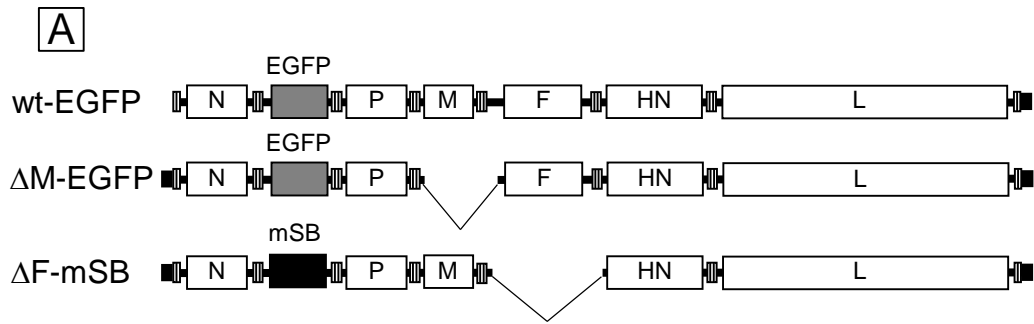 A
EGFP
wt-EGFP N P M F HN L
EGFP
ΔM-EGFP N P F HN L
mSB
ΔF-mSB N P M HN L